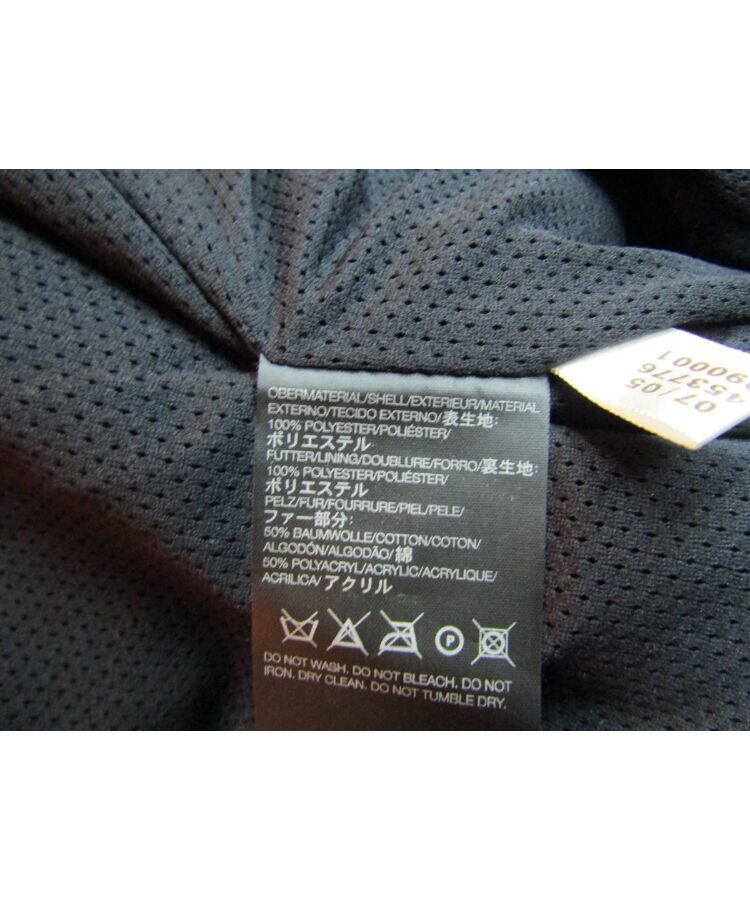 OBERMATERIAL/SHELL/EXTERIEUR/MATERIAL
EXTERNO/TECIDO EXTERNO/表生地:
100% POLYESTER/POLIÉSTER/
ポリエステル
FUTTER/LINING/DOUBLURE/FORRO/裏生地:
100% POLYESTER/POLIÉSTER/
ポリエステル
PELZ/FUR/FOURRURE/PIEL/PELE/
ファー部分:
50% BAUMWOLLE/COTTON/COTON/
ALGODÓN/ALGODÃO/綿
50% POLYACRYL/ACRYLIC/ACRYLIQUE/
ACRILICA/アクリル
P
DO NOT WASH. DO NOT BLEACH. DO NOT
IRON. DRY CLEAN. DO NOT TUMBLE DRY.
07/05
453776
90001